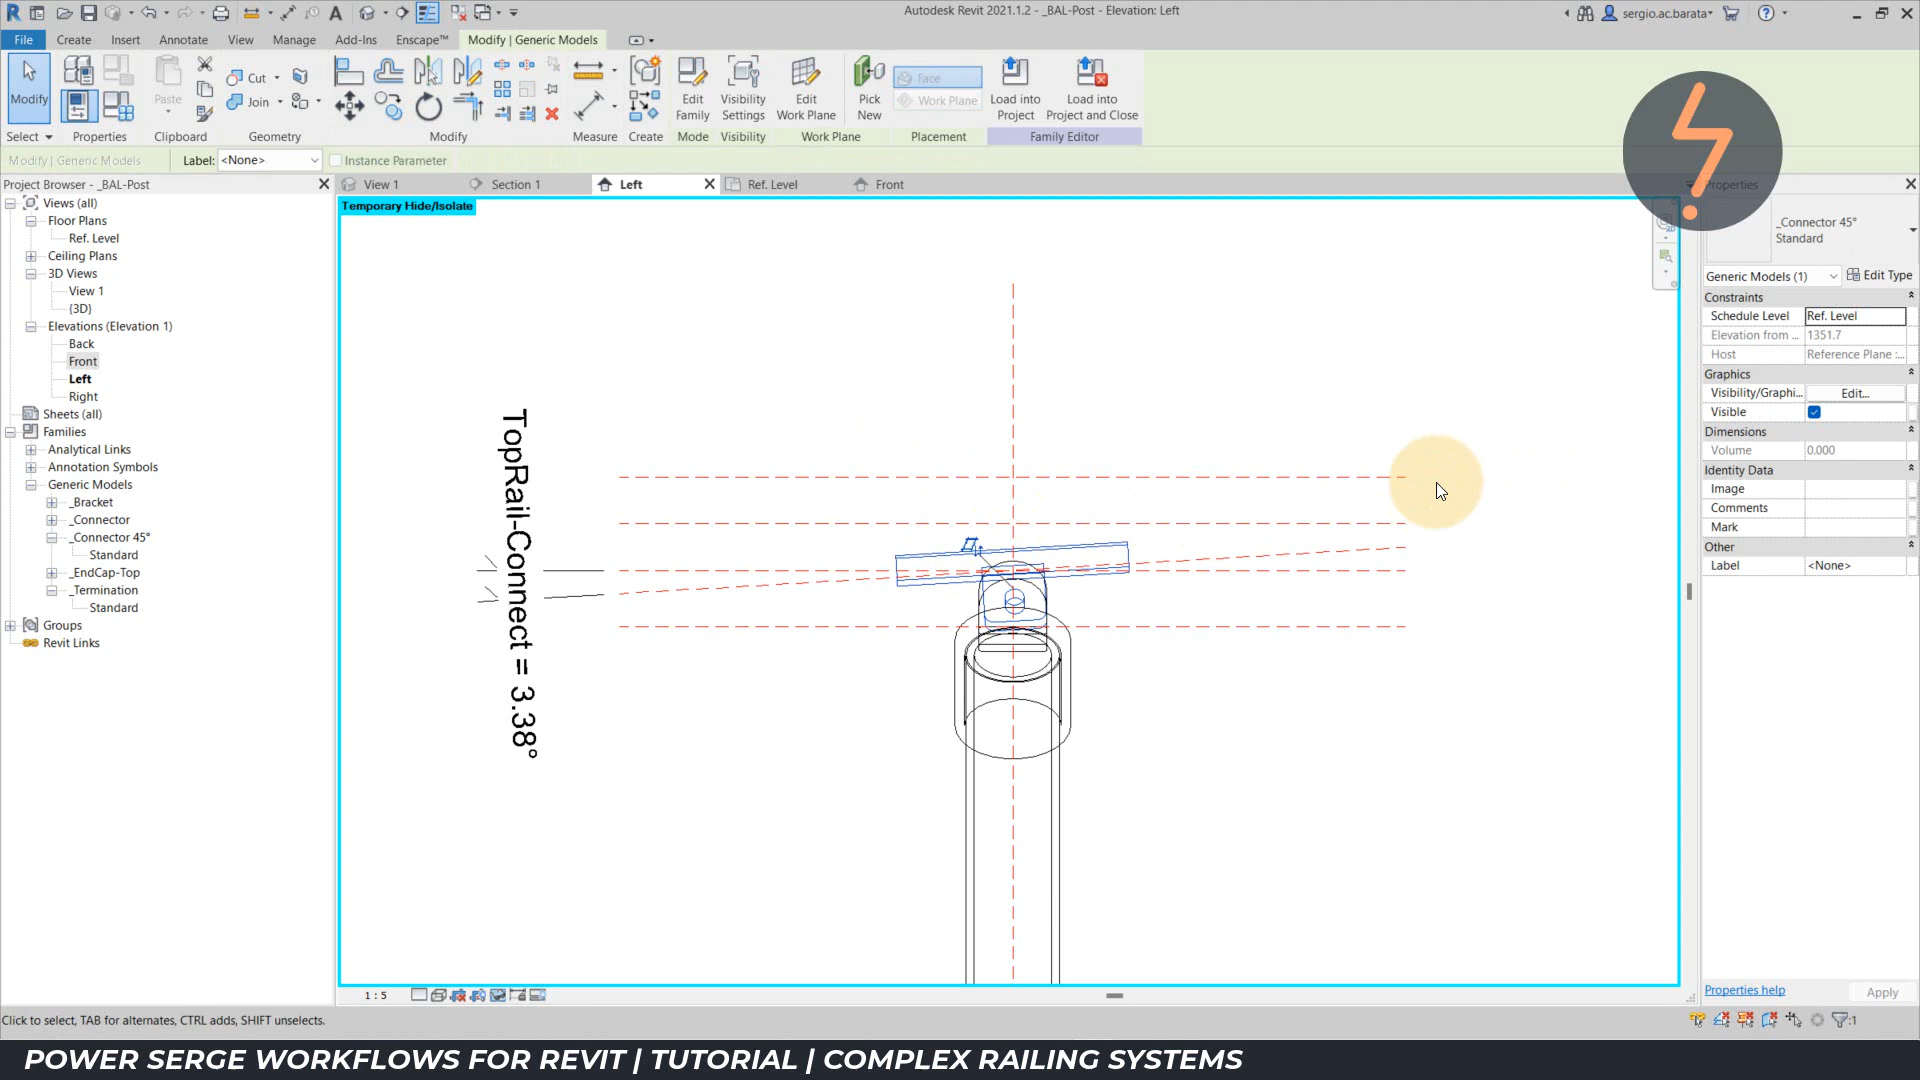 Autodesk Revit 2021.1.2 - _BAL-Post - Elevation: Left
sergio.ac.barata
File Create Insert Annotate View Manage Add-Ins Enscape™ Modify | Generic Models
Modify
Paste
Cut
Join
Edit Family
Visibility Settings
Edit Work Plane
Pick New
Face
Work Plane
Load into Project
Load into Project and Close
Select Properties Clipboard Geometry Modify Measure Create Mode Visibility Work Plane Placement Family Editor
Modify | Generic Models Label: <None> Instance Parameter
Project Browser - _BAL-Post
View 1 Section 1 Left Ref. Level Front
Properties
Views (all)
Floor Plans
Ref. Level
Ceiling Plans
3D Views
View 1
{3D}
Elevations (Elevation 1)
Back
Front
Left
Right
Sheets (all)
Families
Analytical Links
Annotation Symbols
Generic Models
_Bracket
_Connector
_Connector 45°
Standard
_EndCap-Top
_Termination
Standard
Groups
Revit Links
Temporary Hide/Isolate
TopRail-Connect = 3.38°
_Connector 45°
Standard
Generic Models (1) Edit Type
Constraints
Schedule Level Ref. Level
Elevation from ... 1351.7
Host Reference Plane :...
Graphics
Visibility/Graphi... Edit...
Visible
Dimensions
Volume 0.000
Identity Data
Image
Comments
Mark
Other
Label <None>
Properties help Apply
1 : 5
Click to select, TAB for alternates, CTRL adds, SHIFT unselects.
:1
POWER SERGE WORKFLOWS FOR REVIT | TUTORIAL | COMPLEX RAILING SYSTEMS